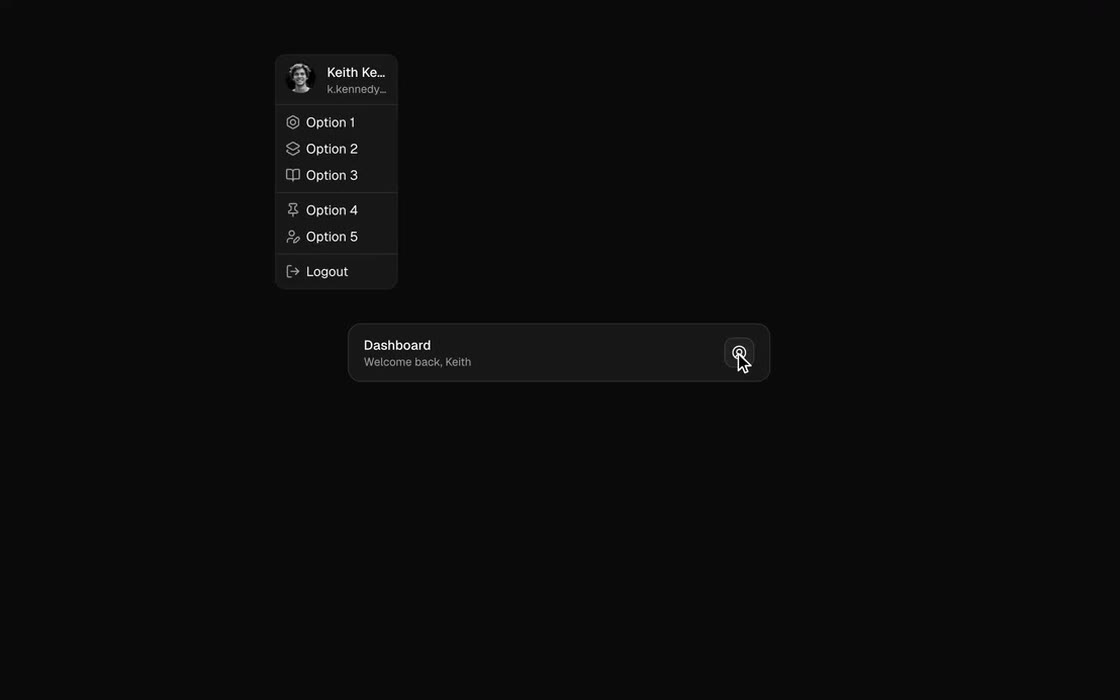 Keith Ke...
k.kennedy...
Option 1
Option 2
Option 3
Option 4
Option 5
Logout
Dashboard
Welcome back, Keith